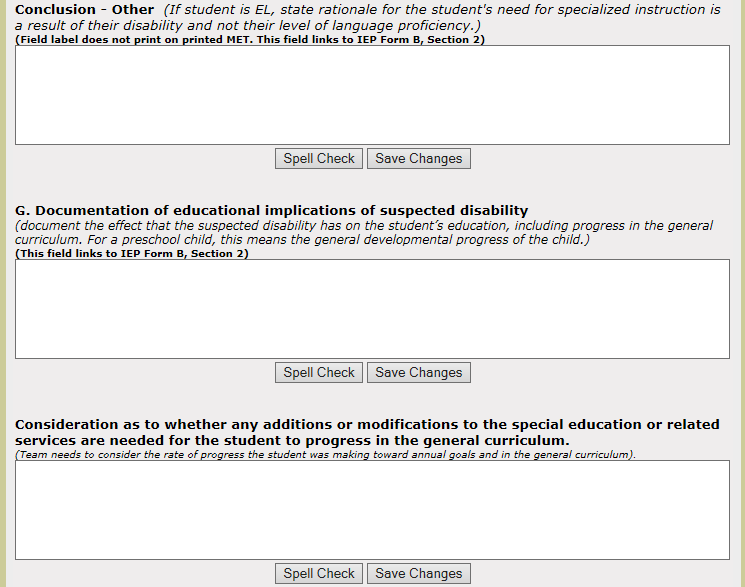 Conclusion - Other (If student is EL, state rationale for the student's need for specialized instruction is
a result of their disability and not their level of language proficiency.)
(Field label does not print on printed MET. This field links to IEP Form B, Section 2)
Spell Check Save Changes
G. Documentation of educational implications of suspected disability
(document the effect that the suspected disability has on the student’s education, including progress in the general
curriculum. For a preschool child, this means the general developmental progress of the child.)
(This field links to IEP Form B, Section 2)
Spell Check Save Changes
Consideration as to whether any additions or modifications to the special education or related
services are needed for the student to progress in the general curriculum.
(Team needs to consider the rate of progress the student was making toward annual goals and in the general curriculum).
Spell Check Save Changes